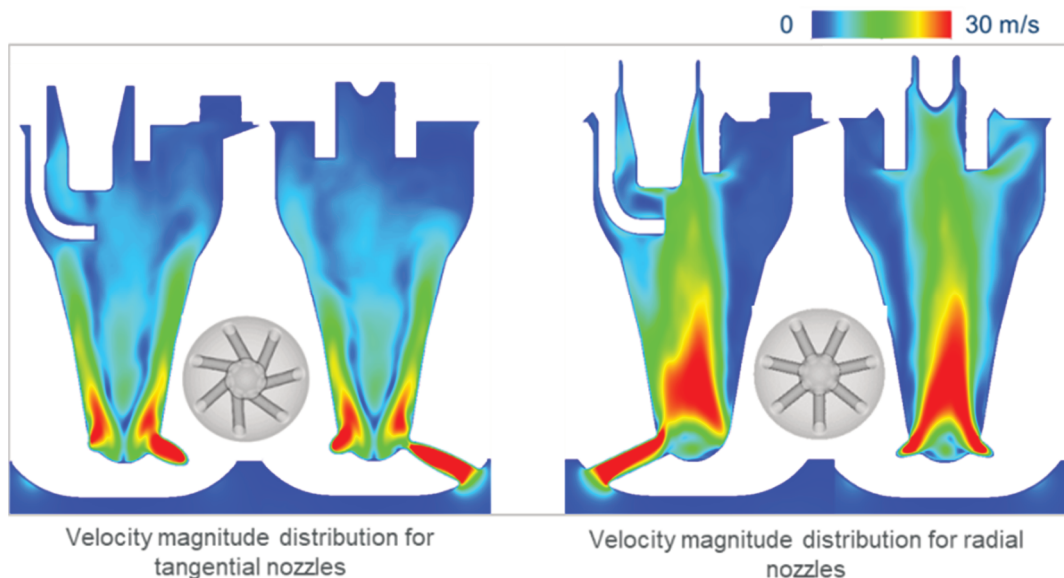 0 30 m/s
Velocity magnitude distribution for
tangential nozzles
Velocity magnitude distribution for radial
nozzles